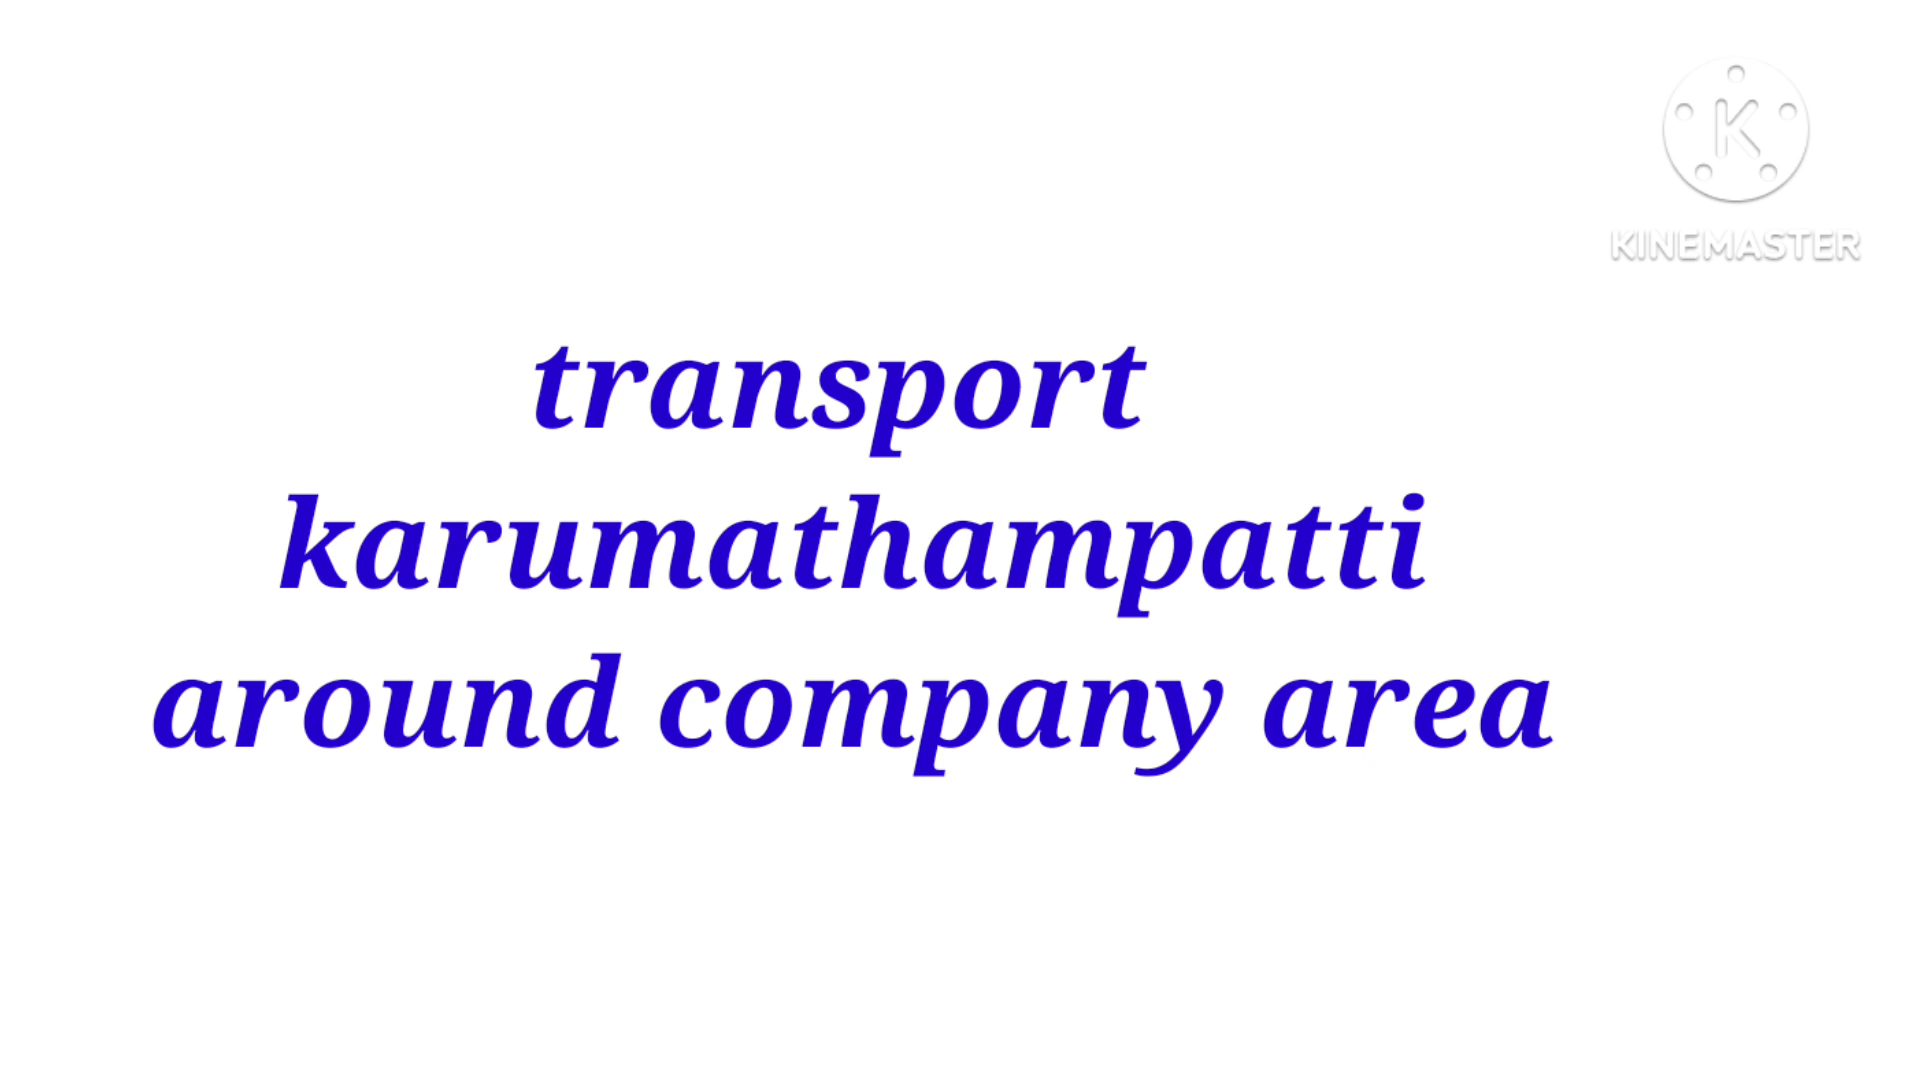 K
KINEMASTER
transport
karumathampatti
around company area